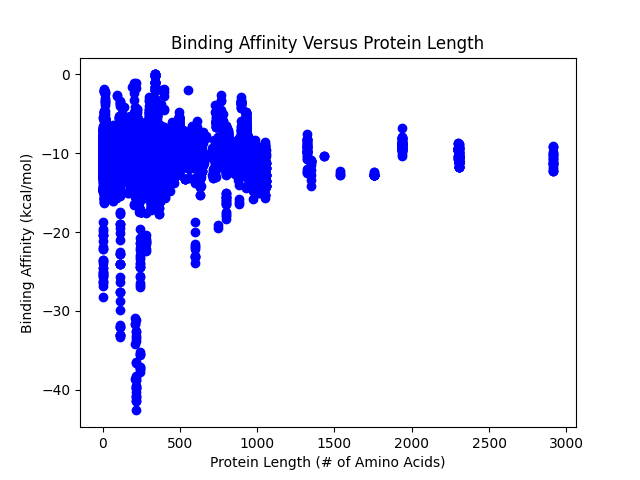 Binding Affinity Versus Protein Length
Binding Affinity (kcal/mol)
0
−10
−20
−30
−40
0 500 1000 1500 2000 2500 3000
Protein Length (# of Amino Acids)